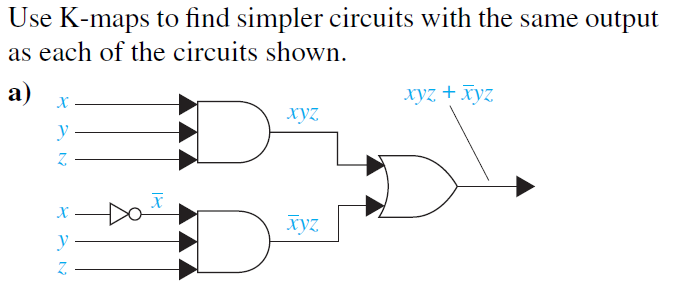 Use K-maps to find simpler circuits with the same output
as each of the circuits shown.
a)
x
y
z
xyz
xyz + x̅yz
x
x̅
y
z
x̅yz